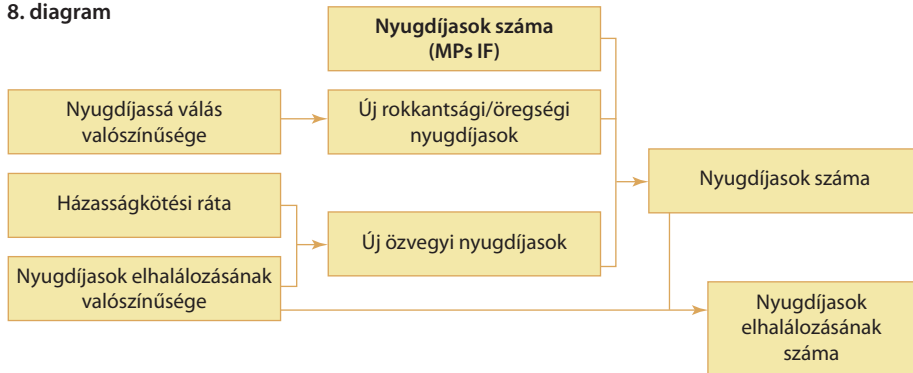 8. diagram
Nyugdíjasok száma
(MPs IF)
Nyugdíjassá válás
valószínűsége
Új rokkantsági/öregségi
nyugdíjasok
Nyugdíjasok száma
Házasságkötési ráta
Új özvegyi nyugdíjasok
Nyugdíjasok elhalálozásának
valószínűsége
Nyugdíjasok
elhalálozásának
száma